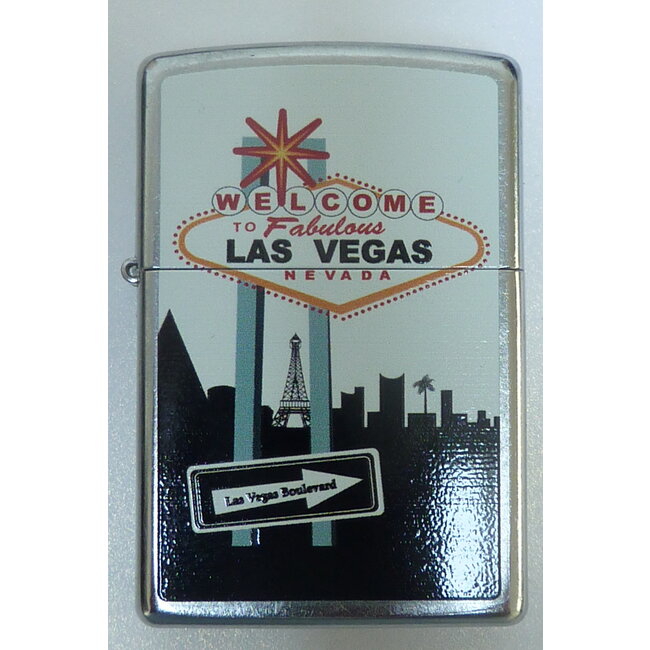 WELCOME
TO Fabulous
LAS VEGAS
NEVADA
Las Vegas Boulevard